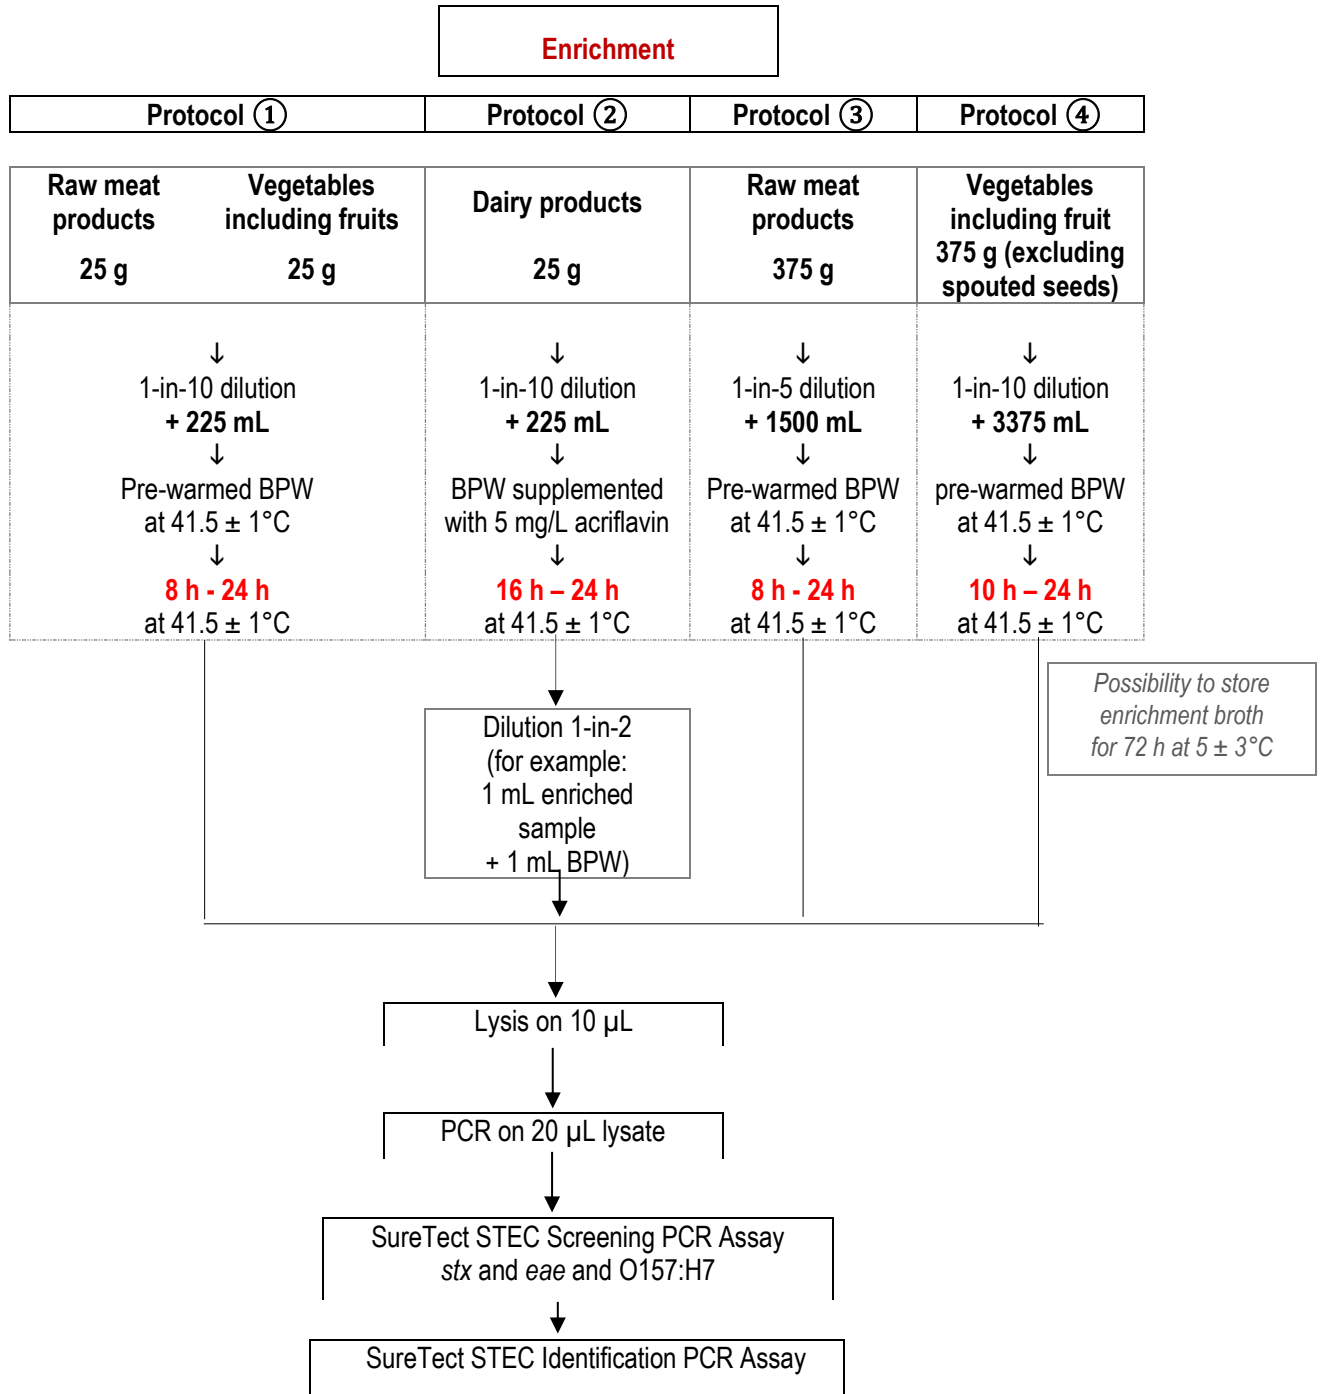 Enrichment
Protocol ①
Protocol ②
Protocol ③
Protocol ④
Raw meat
products
25 g
Vegetables
including fruits
25 g
Dairy products
25 g
Raw meat
products
375 g
Vegetables
including fruit
375 g (excluding
spouted seeds)
↓
1-in-10 dilution
+ 225 mL
↓
Pre-warmed BPW
at 41.5 ± 1°C
↓
8 h - 24 h
at 41.5 ± 1°C
↓
1-in-10 dilution
+ 225 mL
↓
BPW supplemented
with 5 mg/L acriflavin
↓
16 h – 24 h
at 41.5 ± 1°C
↓
1-in-5 dilution
+ 1500 mL
↓
Pre-warmed BPW
at 41.5 ± 1°C
↓
8 h - 24 h
at 41.5 ± 1°C
↓
1-in-10 dilution
+ 3375 mL
↓
pre-warmed BPW
at 41.5 ± 1°C
↓
10 h – 24 h
at 41.5 ± 1°C
Possibility to store
enrichment broth
for 72 h at 5 ± 3°C
Dilution 1-in-2
(for example:
1 mL enriched
sample
+ 1 mL BPW)
Lysis on 10 µL
PCR on 20 µL lysate
SureTect STEC Screening PCR Assay
stx and eae and O157:H7
SureTect STEC Identification PCR Assay